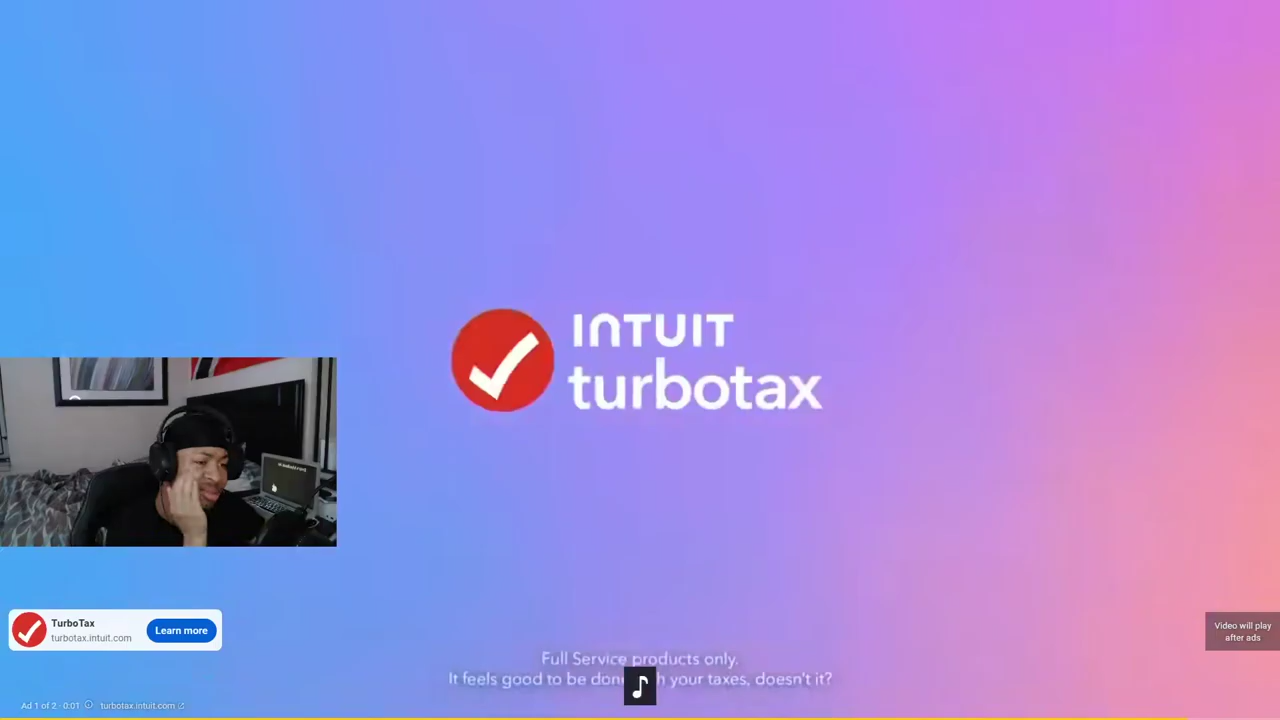 INTUIT
turbotax
TurboTax
turbotax.intuit.com
Learn more
Video will play
after ads
Full Service products only.
It feels good to be done your taxes, doesn't it?
Ad 1 of 2 · 0:01 turbotax.intuit.com